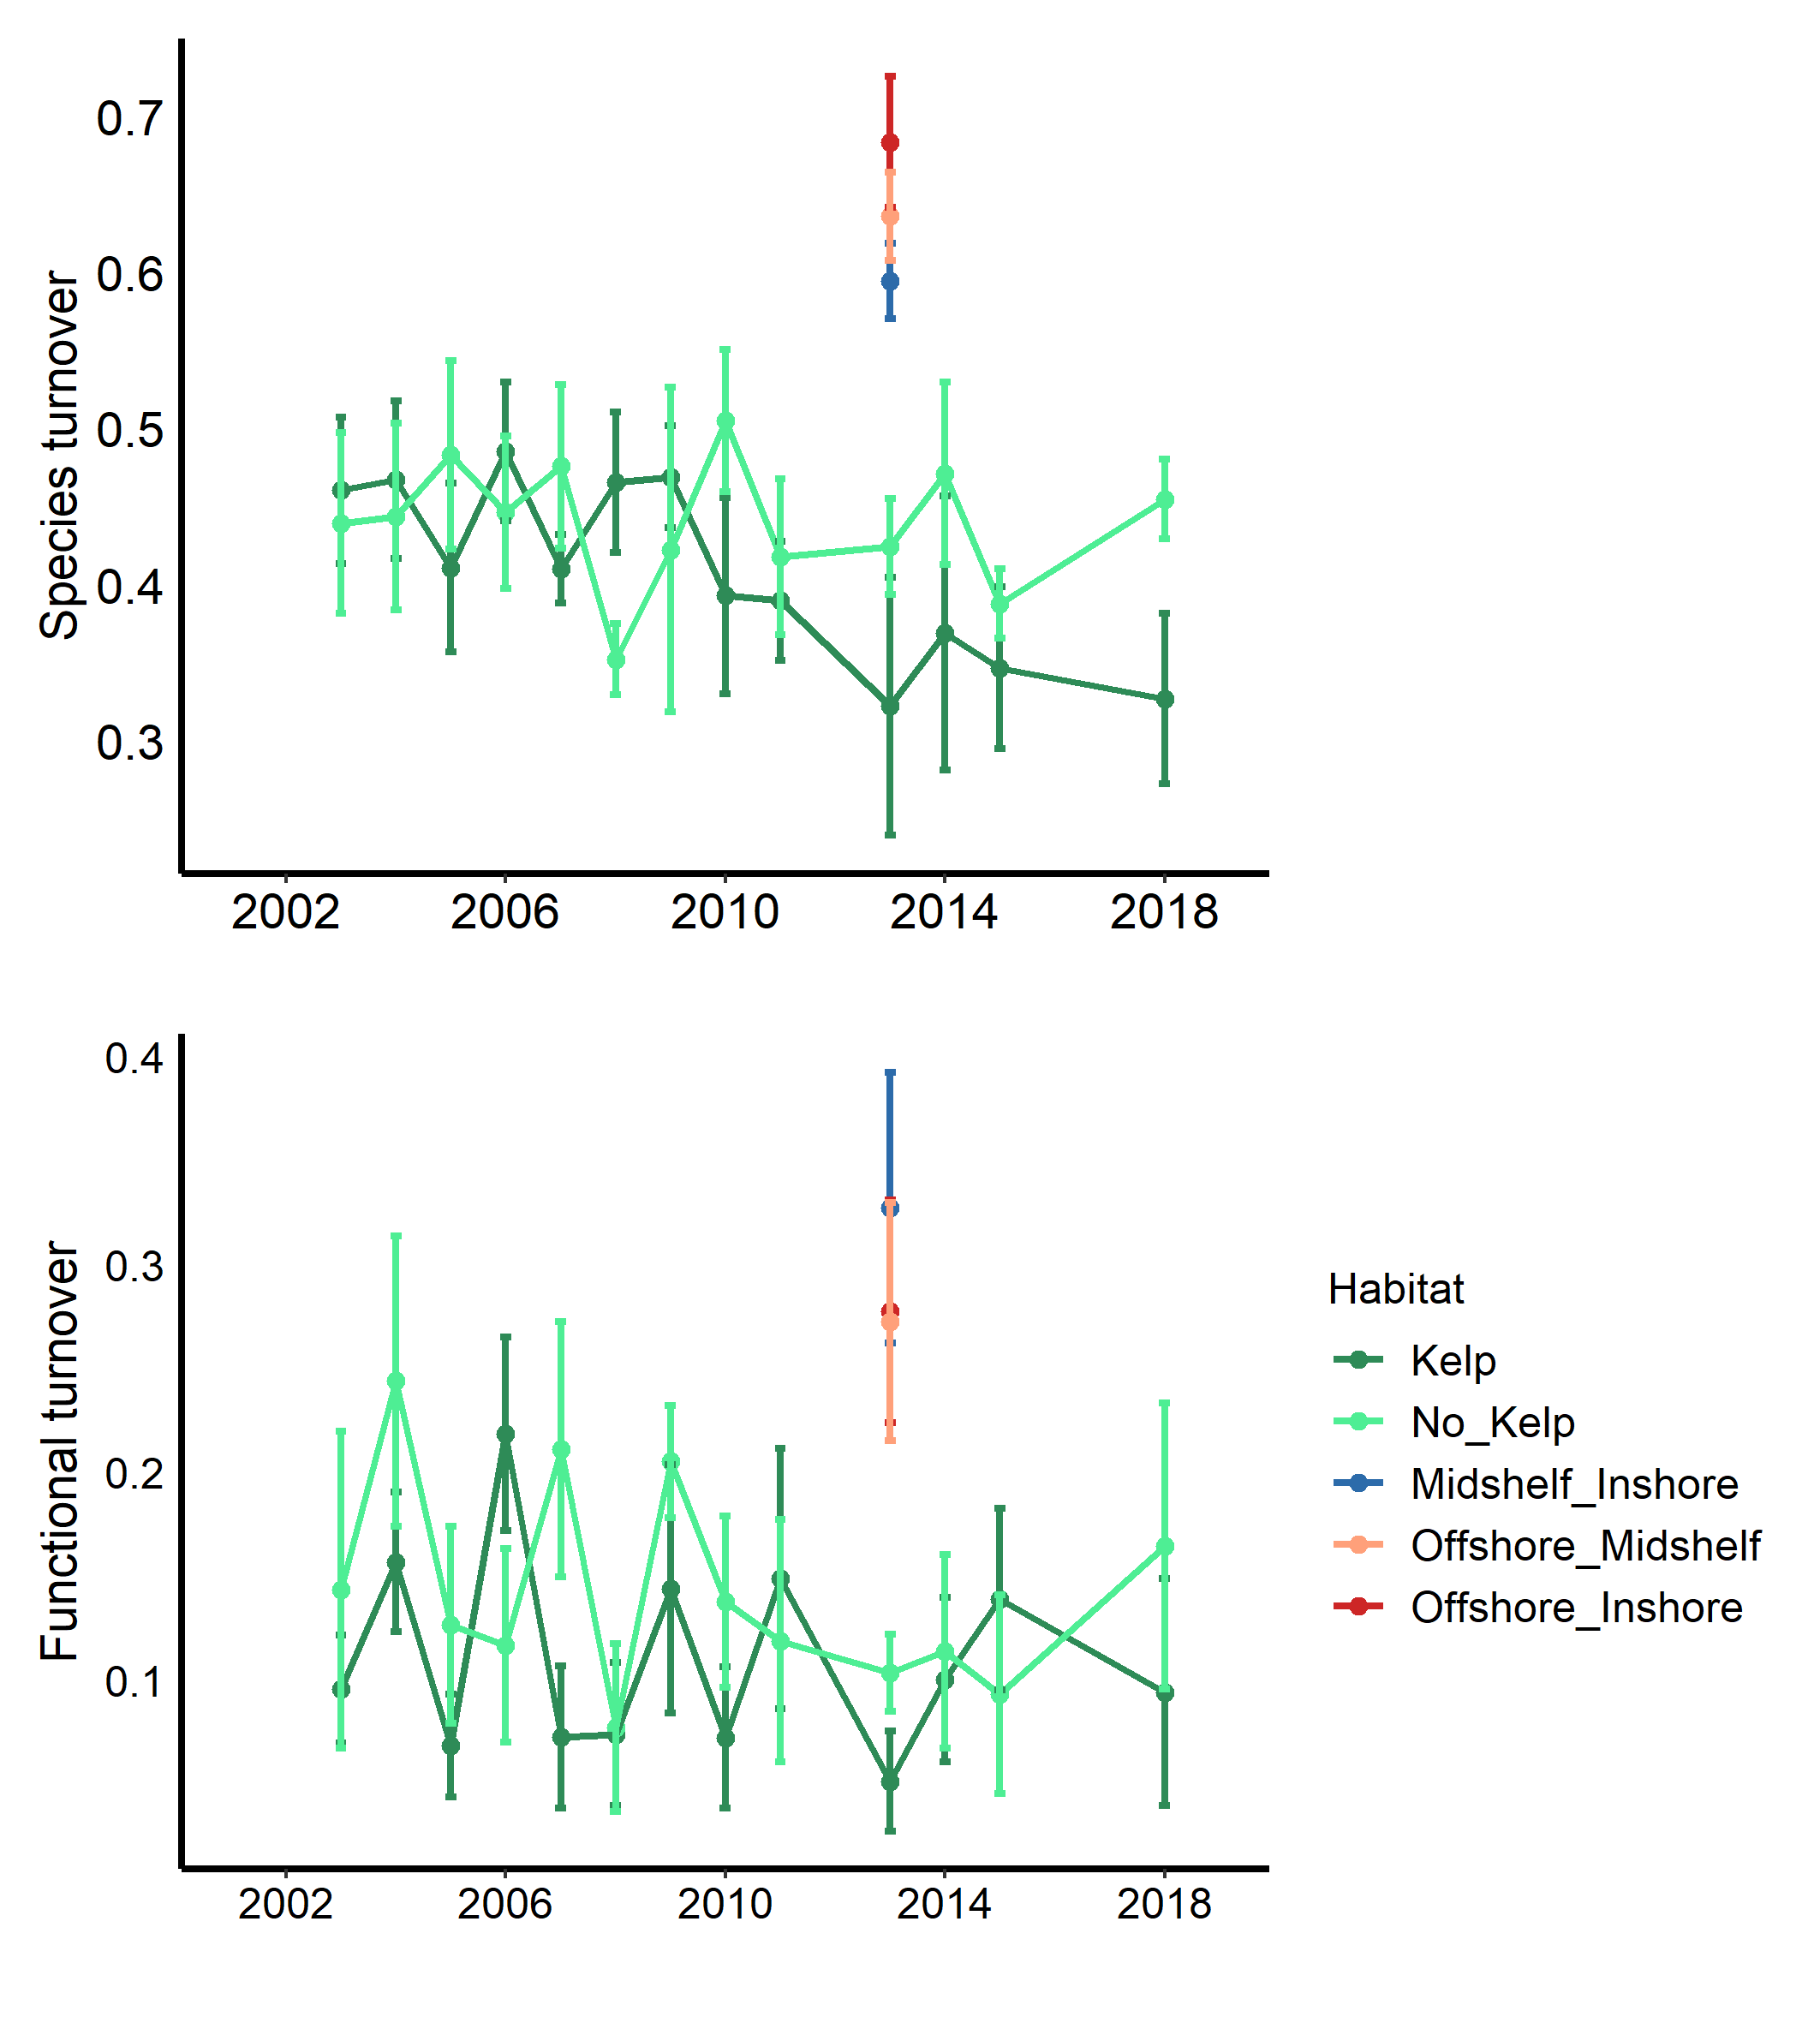 Species turnover
0.7
0.6
0.5
0.4
0.3
2002 2006 2010 2014 2018
Functional turnover
0.4
0.3
0.2
0.1
2002 2006 2010 2014 2018
Habitat
Kelp
No_Kelp
Midshelf_Inshore
Offshore_Midshelf
Offshore_Inshore